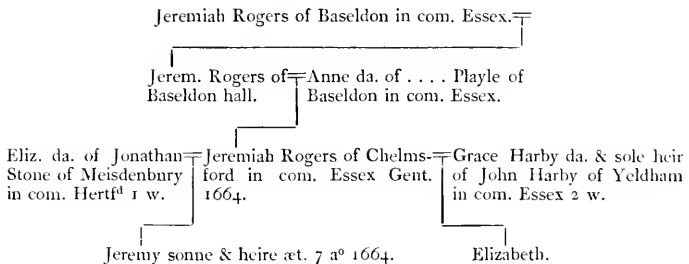 Jeremiah Rogers of Baseldon in com. Essex.
Jerem. Rogers of
Baseldon hall.
Anne da. of . . . . Playle of
Baseldon in com. Essex.
Eliz. da. of Jonathan
Stone of Meisdenbury
in com. Hertfd 1 w.
Jeremiah Rogers of Chelms-
ford in com. Essex Gent.
1664.
Grace Harby da. & sole heir
of John Harby of Yeldham
in com. Essex 2 w.
Jeremy sonne & heire æt. 7 ao 1664.
Elizabeth.